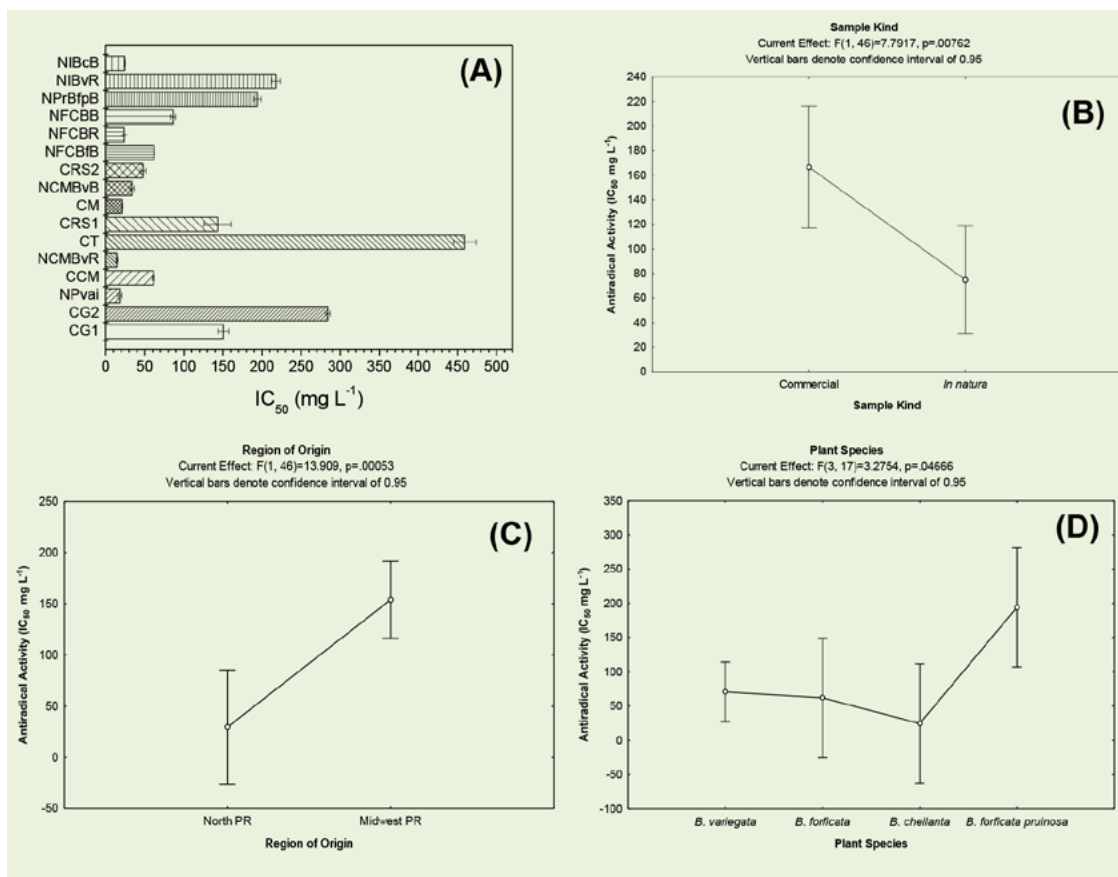 (A)
NIBcB
NIBvR
NPrBfpB
NFCBB
NFCBR
NFCBfB
CRS2
NCMBvB
CM
CRS1
CT
NCMBvR
CCM
NPvai
CG2
CG1
0 50 100 150 200 250 300 350 400 450 500
IC50 (mg L-1)
Sample Kind
Current Effect: F(1, 46)=7.7917, p=.00762
Vertical bars denote confidence interval of 0.95
(B)
Antiradical Activity (IC50 mg L-1)
240
220
200
180
160
140
120
100
80
60
40
20
0
Commercial In natura
Sample Kind
Region of Origin
Current Effect: F(1, 46)=13.909, p=.00053
Vertical bars denote confidence interval of 0.95
(C)
Antiradical Activity (IC50 mg L-1)
250
200
150
100
50
0
-50
North PR Midwest PR
Region of Origin
Plant Species
Current Effect: F(3, 17)=3.2754, p=.04666
Vertical bars denote confidence interval of 0.95
(D)
Antiradical Activity (IC50 mg L-1)
350
300
250
200
150
100
50
0
-50
-100
B. variegata B. forficata B. cheilanta B. forficata pruinosa
Plant Species